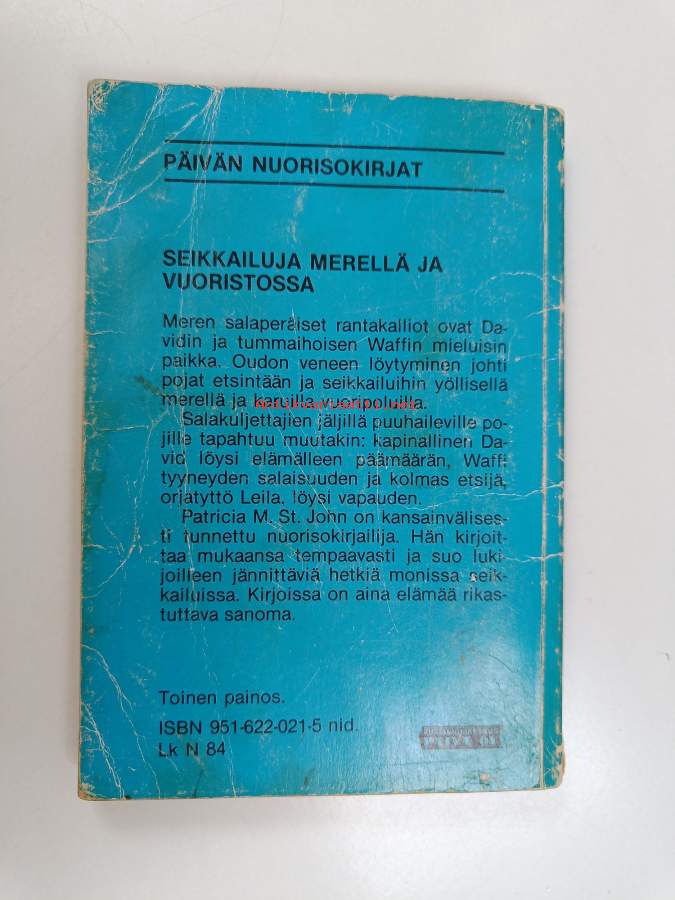 PÄIVÄN NUORISOKIRJAT
SEIKKAILUJA MERELLÄ JA
VUORISTOSSA
Meren salaperäiset rantakalliot ovat Da-
vidin ja tummaihoisen Waffin mieluisin
paikka. Oudon veneen löytyminen johti
pojat etsintään ja seikkailuihin yöllisellä
merellä ja karuilla vuoripoluilla.
Salakuljettajien jäljillä puuhaileville po-
jille tapahtuu muutakin: kapinallinen Da-
vid löysi elämälleen päämäärän, Waffi
tyyneyden salaisuuden ja kolmas etsijä,
orjatyttö Leila, löysi vapauden.
Patricia M. St. John on kansainvälises-
ti tunnettu nuorisokirjailija. Hän kirjoit-
taa mukaansa tempaavasti ja suo luki-
joilleen jännittäviä hetkiä monissa seik-
kailuissa. Kirjoissa on aina elämää rikas-
tuttava sanoma.
Toinen painos.
ISBN 951-622-021-5 nid.
Lk N 84